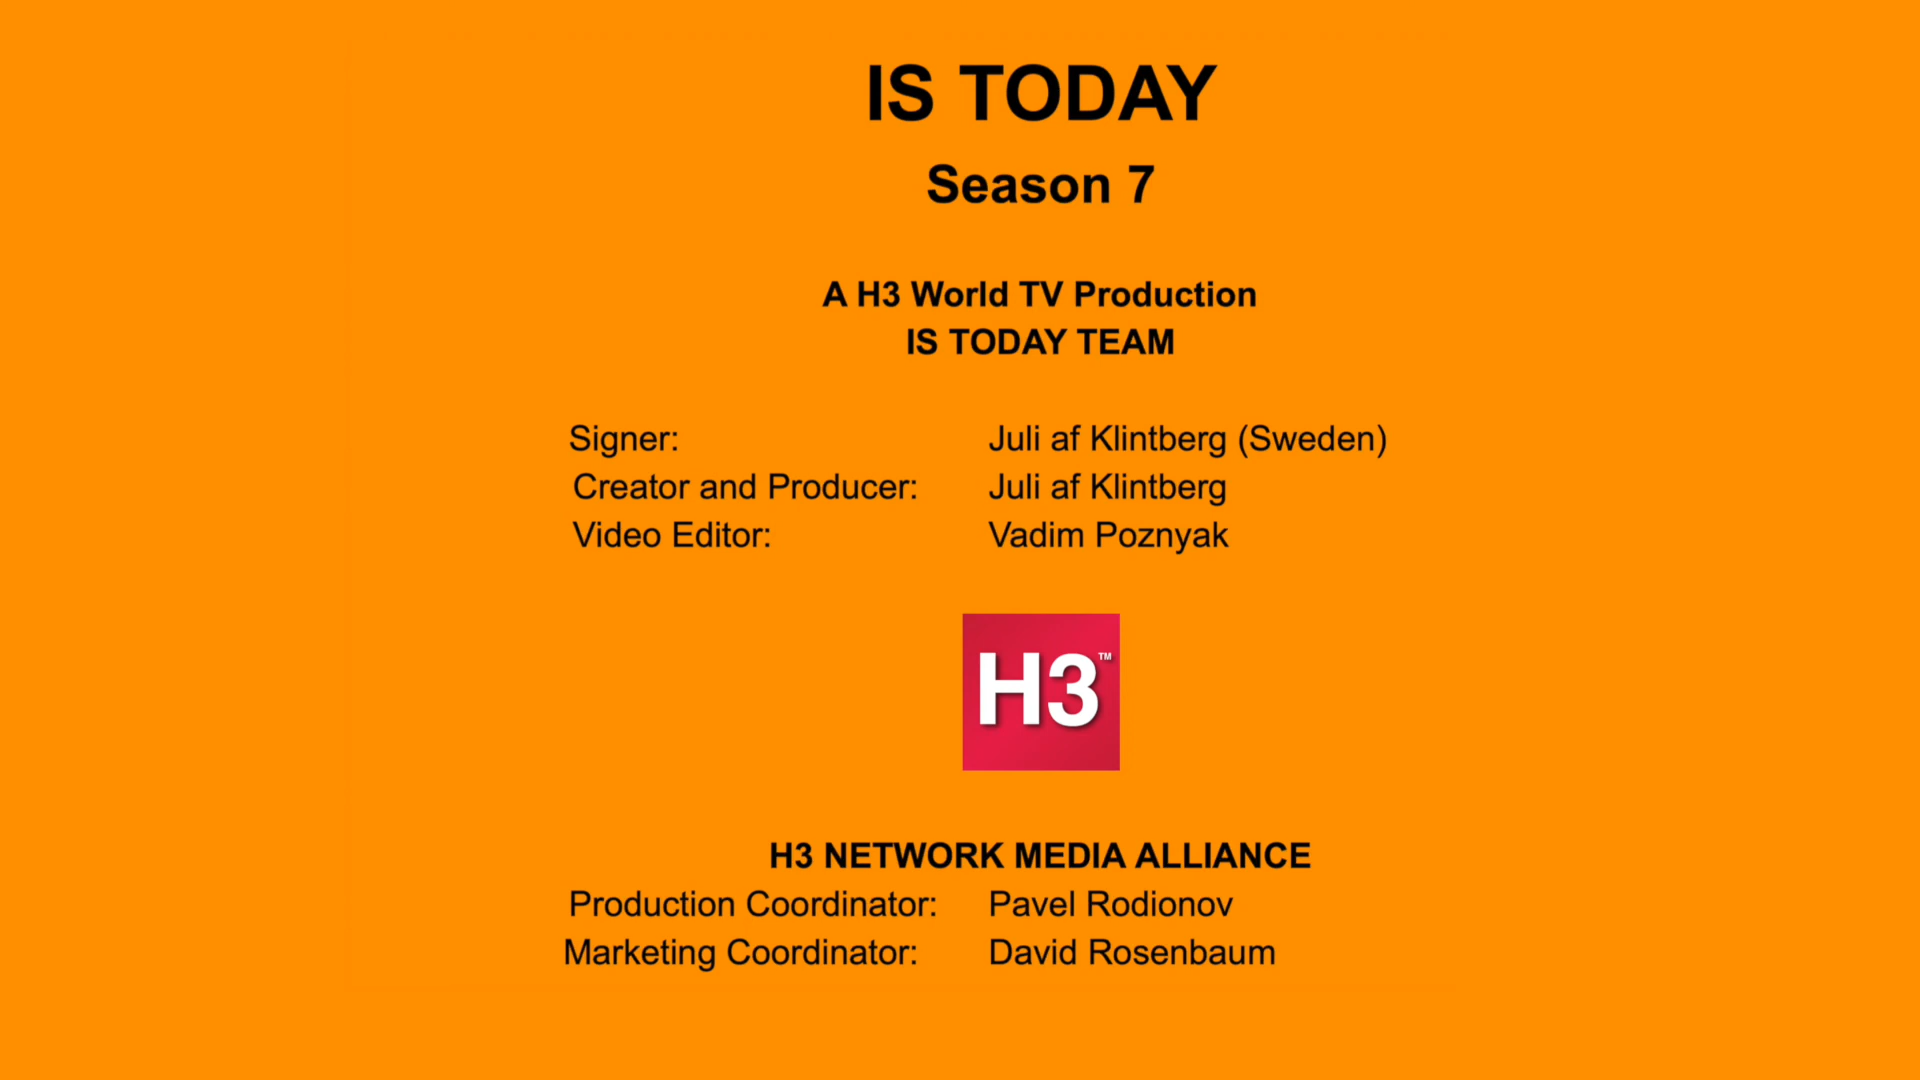 IS TODAY
Season 7
A H3 World TV Production
IS TODAY TEAM
Signer: Juli af Klintberg (Sweden)
Creator and Producer: Juli af Klintberg
Video Editor: Vadim Poznyak
H3™
H3 NETWORK MEDIA ALLIANCE
Production Coordinator: Pavel Rodionov
Marketing Coordinator: David Rosenbaum